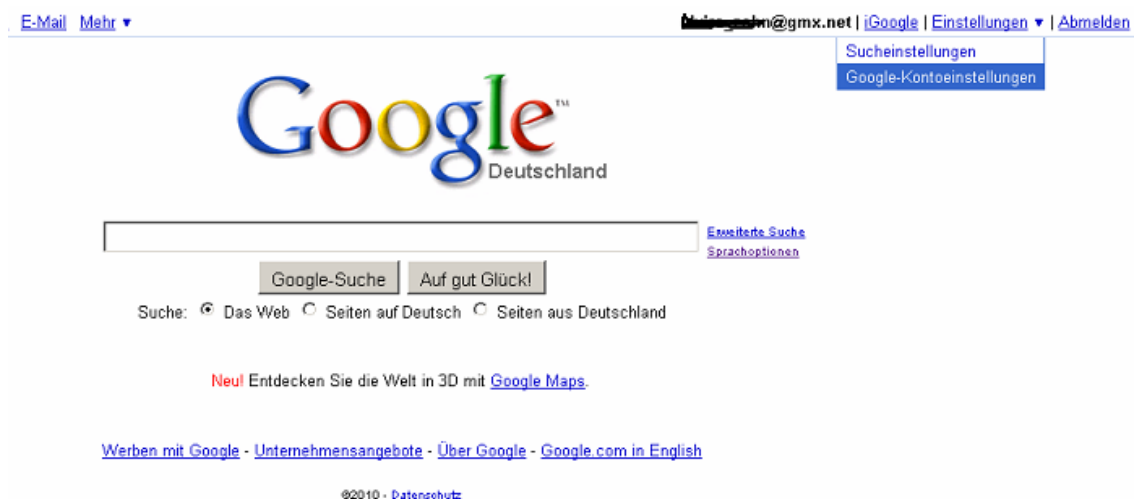 E-Mail Mehr ▼ @gmx.net | iGoogle | Einstellungen ▼ | Abmelden
Sucheinstellungen
Google-Kontoeinstellungen
Google™
Deutschland
Erweiterte Suche
Sprachoptionen
Google-Suche Auf gut Glück!
Suche: Das Web Seiten auf Deutsch Seiten aus Deutschland
Neu! Entdecken Sie die Welt in 3D mit Google Maps.
Werben mit Google - Unternehmensangebote - Über Google - Google.com in English
©2010 - Datenschutz